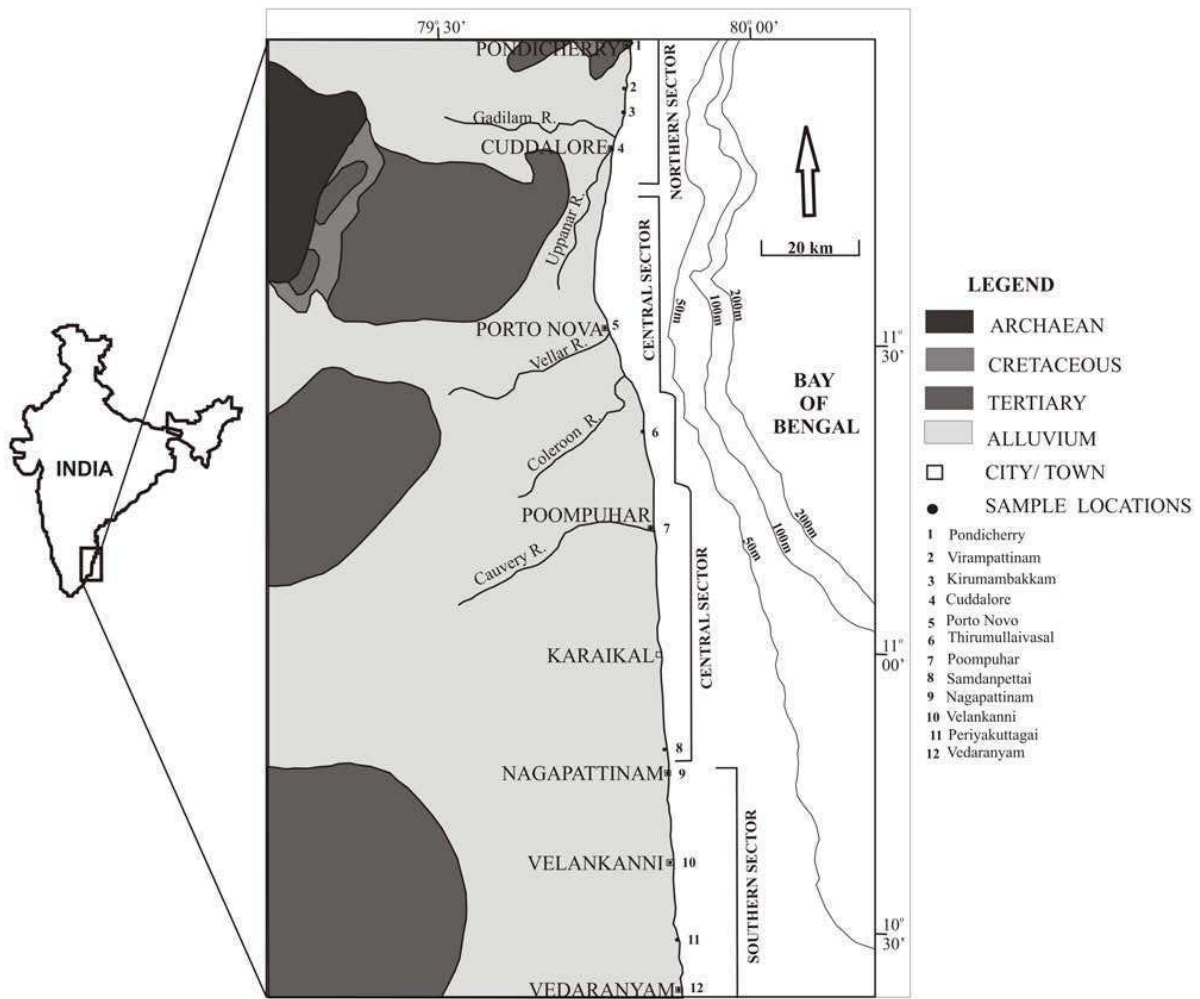 79° 30'
80° 00'
PONDICHERRY
1
2
3
Gadilam R.
CUDDALORE
4
NORTHERN SECTOR
Uppanar R.
20 km
CENTRAL SECTOR
50m
100m
200m
PORTO NOVA
5
Vellar R.
11°
30'
BAY
OF
BENGAL
Coleroon R.
6
POOMPUHAR
7
Cauvery R.
50m
100m
200m
CENTRAL SECTOR
KARAIKAL
11°
00'
8
NAGAPATTINAM
9
VELANKANNI
10
SOUTHERN SECTOR
11
10°
30'
VEDARANYAM
12
INDIA
LEGEND
ARCHAEAN
CRETACEOUS
TERTIARY
ALLUVIUM
CITY/ TOWN
SAMPLE LOCATIONS
1 Pondicherry
2 Virampattinam
3 Kirumambakkam
4 Cuddalore
5 Porto Novo
6 Thirumullaivasal
7 Poompuhar
8 Samdanpettai
9 Nagapattinam
10 Velankanni
11 Periyakuttagai
12 Vedaranyam